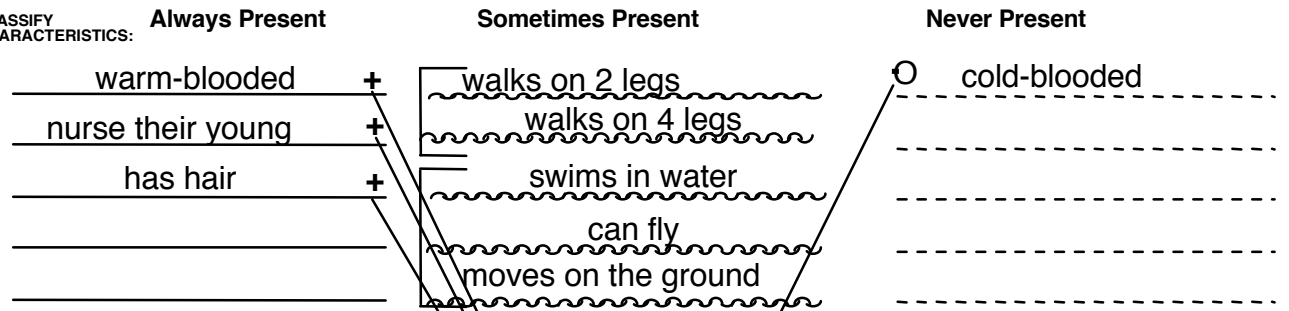 ASSIFY Always Present Sometimes Present Never Present
ARACTERISTICS:
warm-blooded + walks on 2 legs O cold-blooded
nurse their young + walks on 4 legs
has hair + swims in water
can fly
moves on the ground